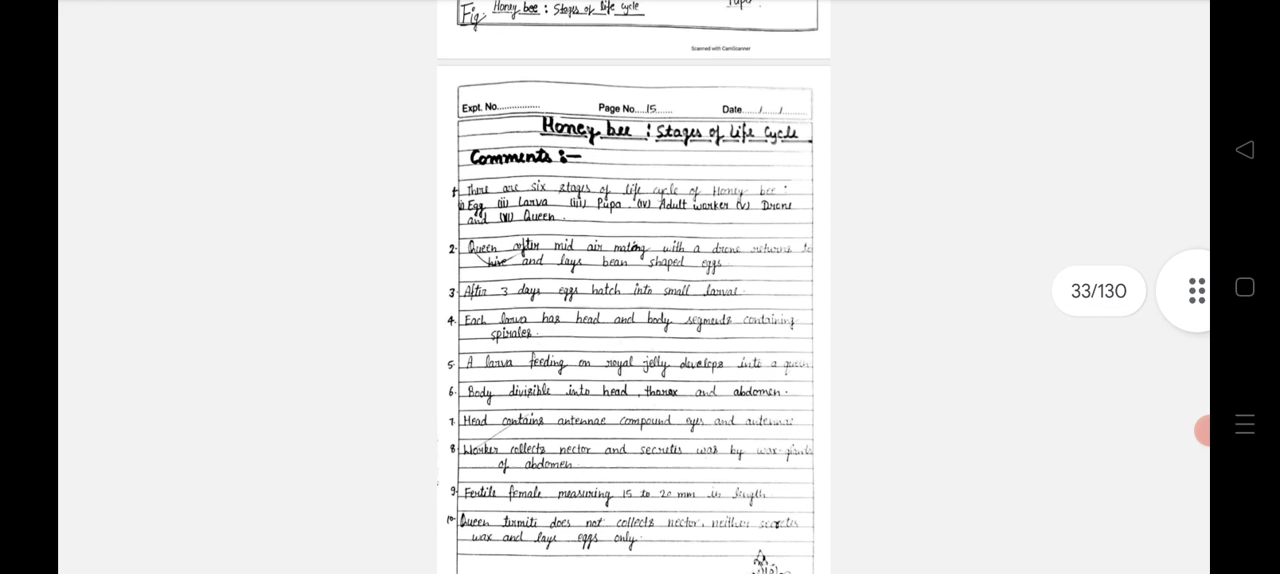 Fig. Honey bee : Stages of life cycle
Scanned with CamScanner
Expt. No.................
Page No....15......
Date....../....../......
Honey bee : Stages of Life Cycle
Comments :–
1. There are six stages of life cycle of Honey bee :
(i) Egg (ii) Larva (iii) Pupa (iv) Adult worker (v) Drone
and (VI) Queen.
2. Queen after mid air mating with a drone returns to
hive and lays bean shaped eggs.
3. After 3 days eggs hatch into small larval.
4. Each larva has head and body segments containing
spirales.
5. A larva feeding on royal jelly develops into a queen
6. Body divisible into head, thorax and abdomen.
7. Head contains antennae compound eyes and antennae
8. Worker collects nector and secretes wax by wax-glands
of abdomen.
9. Fertile female measuring 15 to 20 mm in length
10. Queen termite does not collects nector, neither secretes
wax and lays eggs only.
33/130